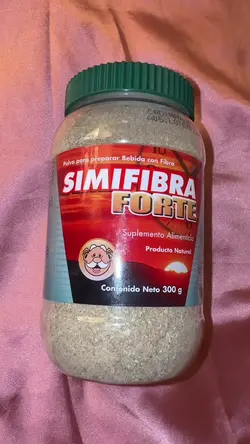 Polvo para preparar Bebida con Fibra
SIMIFIBRA
FORTE
Suplemento Alimenticio
Producto Natural
Contenido Neto 300 g